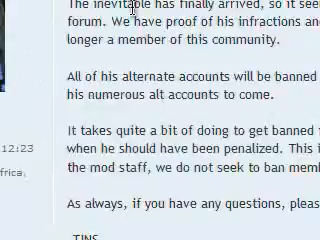 The inevitable has finally arrived, so it see
forum. We have proof of his infractions an
longer a member of this community.
All of his alternate accounts will be banned
his numerous alt accounts to come.
It takes quite a bit of doing to get banned
12:23
when he should have been penalized. This i
frica,
the mod staff, we do not seek to ban mem
As always, if you have any questions, pleas
TINS